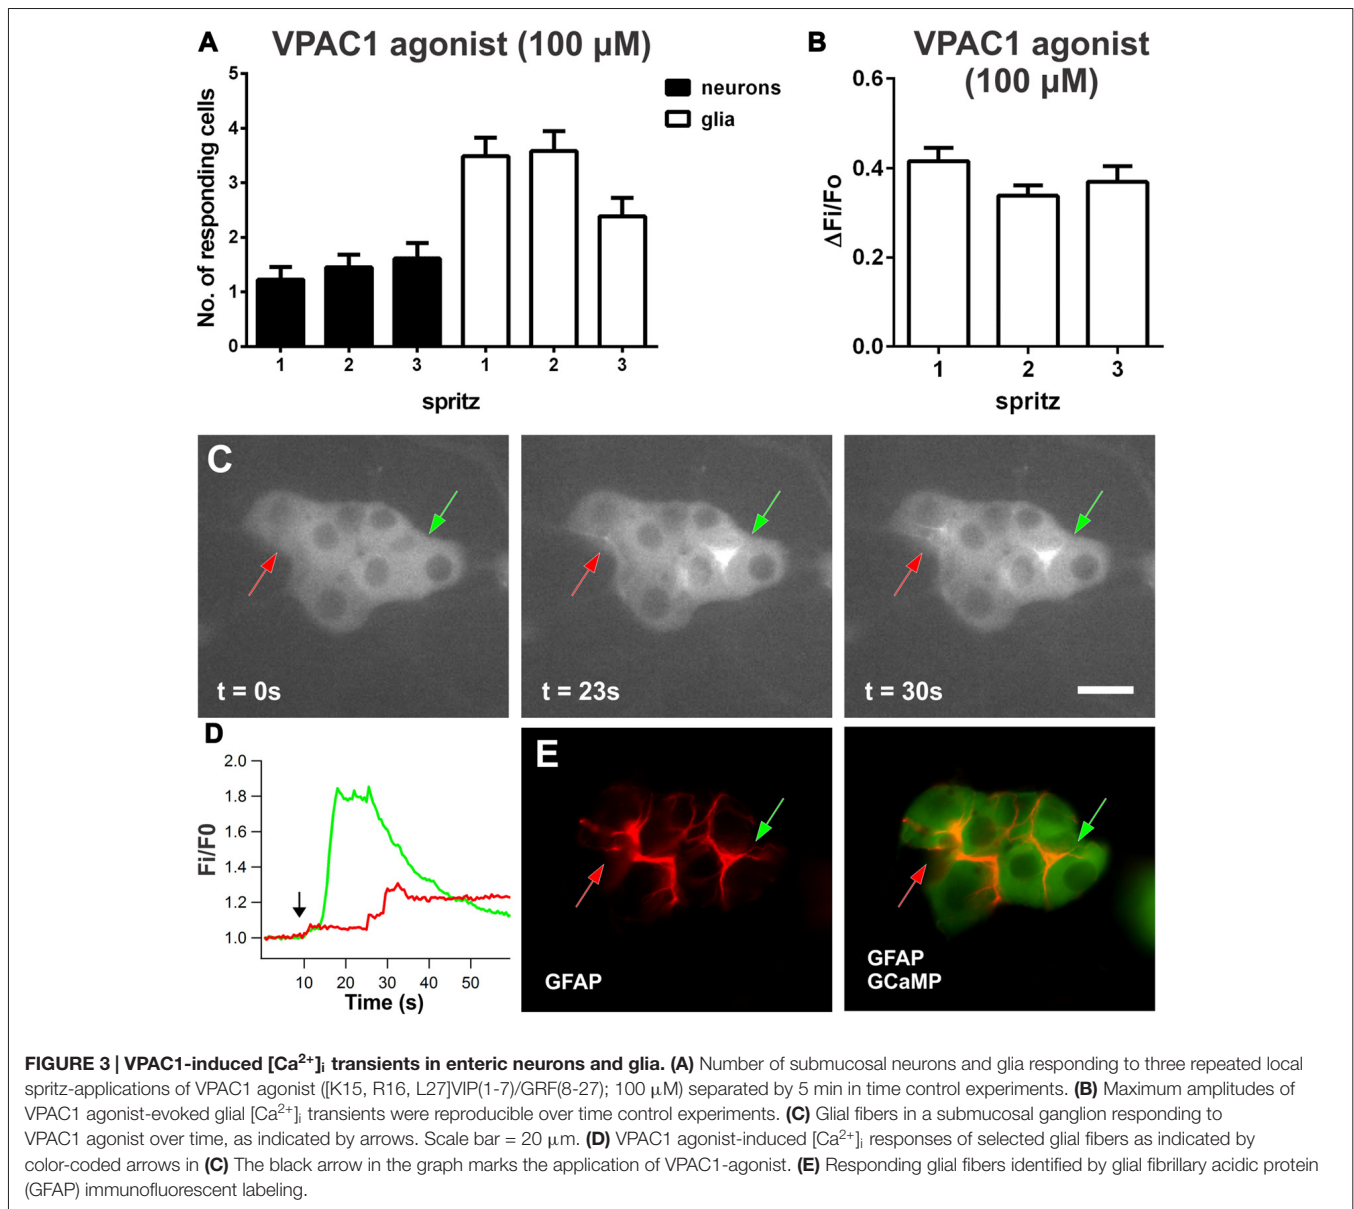 A VPAC1 agonist (100 µM)
5
4
3
2
1
0
No. of responding cells
1 2 3 1 2 3
spritz
neurons
glia
B VPAC1 agonist
(100 µM)
0.6
0.4
0.2
0.0
ΔFi/Fo
1 2 3
spritz
C
t = 0s
t = 23s
t = 30s
D
2.0
1.8
1.6
1.4
1.2
1.0
Fi/F0
10 20 30 40 50
Time (s)
E
GFAP
GFAP
GCaMP
FIGURE 3 | VPAC1-induced [Ca2+]i transients in enteric neurons and glia. (A) Number of submucosal neurons and glia responding to three repeated local
spritz-applications of VPAC1 agonist ([K15, R16, L27]VIP(1-7)/GRF(8-27); 100 µM) separated by 5 min in time control experiments. (B) Maximum amplitudes of
VPAC1 agonist-evoked glial [Ca2+]i transients were reproducible over time control experiments. (C) Glial fibers in a submucosal ganglion responding to
VPAC1 agonist over time, as indicated by arrows. Scale bar = 20 µm. (D) VPAC1 agonist-induced [Ca2+]i responses of selected glial fibers as indicated by
color-coded arrows in (C) The black arrow in the graph marks the application of VPAC1-agonist. (E) Responding glial fibers identified by glial fibrillary acidic protein
(GFAP) immunofluorescent labeling.